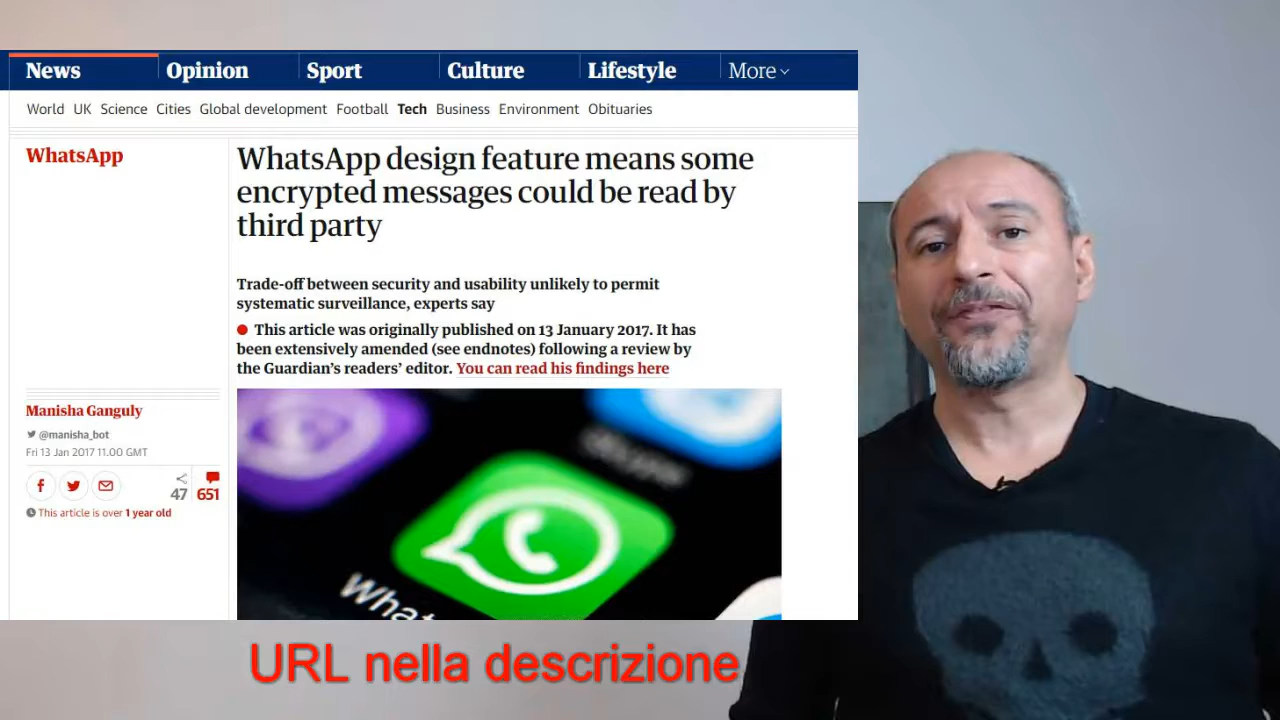 News Opinion Sport Culture Lifestyle More
World UK Science Cities Global development Football Tech Business Environment Obituaries
WhatsApp
WhatsApp design feature means some
encrypted messages could be read by
third party
Trade-off between security and usability unlikely to permit
systematic surveillance, experts say
This article was originally published on 13 January 2017. It has
been extensively amended (see endnotes) following a review by
the Guardian's readers' editor. You can read his findings here
Manisha Ganguly
@manisha_bot
Fri 13 Jan 2017 11.00 GMT
47 651
This article is over 1 year old
URL nella descrizione